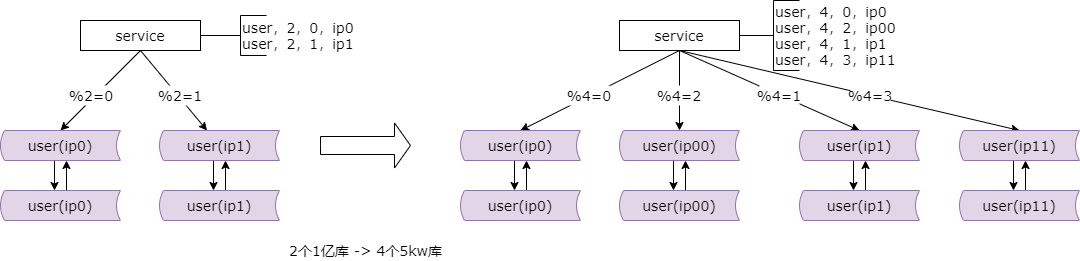 service
user，2，0，ip0
user，2，1，ip1
%2=0
%2=1
user(ip0)
user(ip1)
user(ip0)
user(ip1)
service
user，4，0，ip0
user，4，2，ip00
user，4，1，ip1
user，4，3，ip11
%4=0
%4=2
%4=1
%4=3
user(ip0)
user(ip00)
user(ip1)
user(ip11)
user(ip0)
user(ip00)
user(ip1)
user(ip11)
2个1亿库 -> 4个5kw库